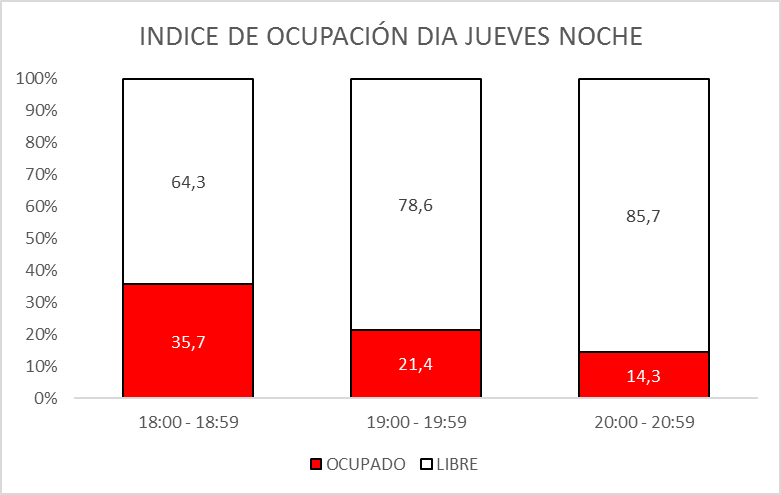 INDICE DE OCUPACIÓN DIA JUEVES NOCHE
100%
90%
80%
70%
60%
50%
40%
30%
20%
10%
0%
64,3
78,6
85,7
35,7
21,4
14,3
18:00 - 18:59
19:00 - 19:59
20:00 - 20:59
OCUPADO
LIBRE